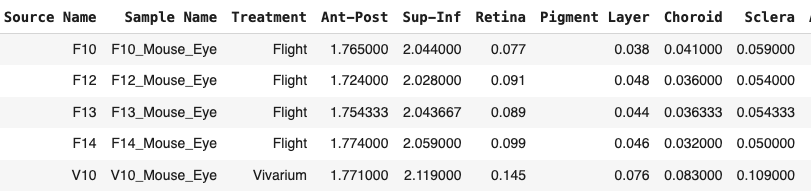 Source Name Sample Name Treatment Ant-Post Sup-Inf Retina Pigment Layer Choroid Sclera
F10 F10_Mouse_Eye Flight 1.765000 2.044000 0.077 0.038 0.041000 0.059000
F12 F12_Mouse_Eye Flight 1.724000 2.028000 0.091 0.048 0.036000 0.054000
F13 F13_Mouse_Eye Flight 1.754333 2.043667 0.089 0.044 0.036333 0.054333
F14 F14_Mouse_Eye Flight 1.774000 2.059000 0.099 0.046 0.032000 0.050000
V10 V10_Mouse_Eye Vivarium 1.771000 2.119000 0.145 0.076 0.083000 0.109000